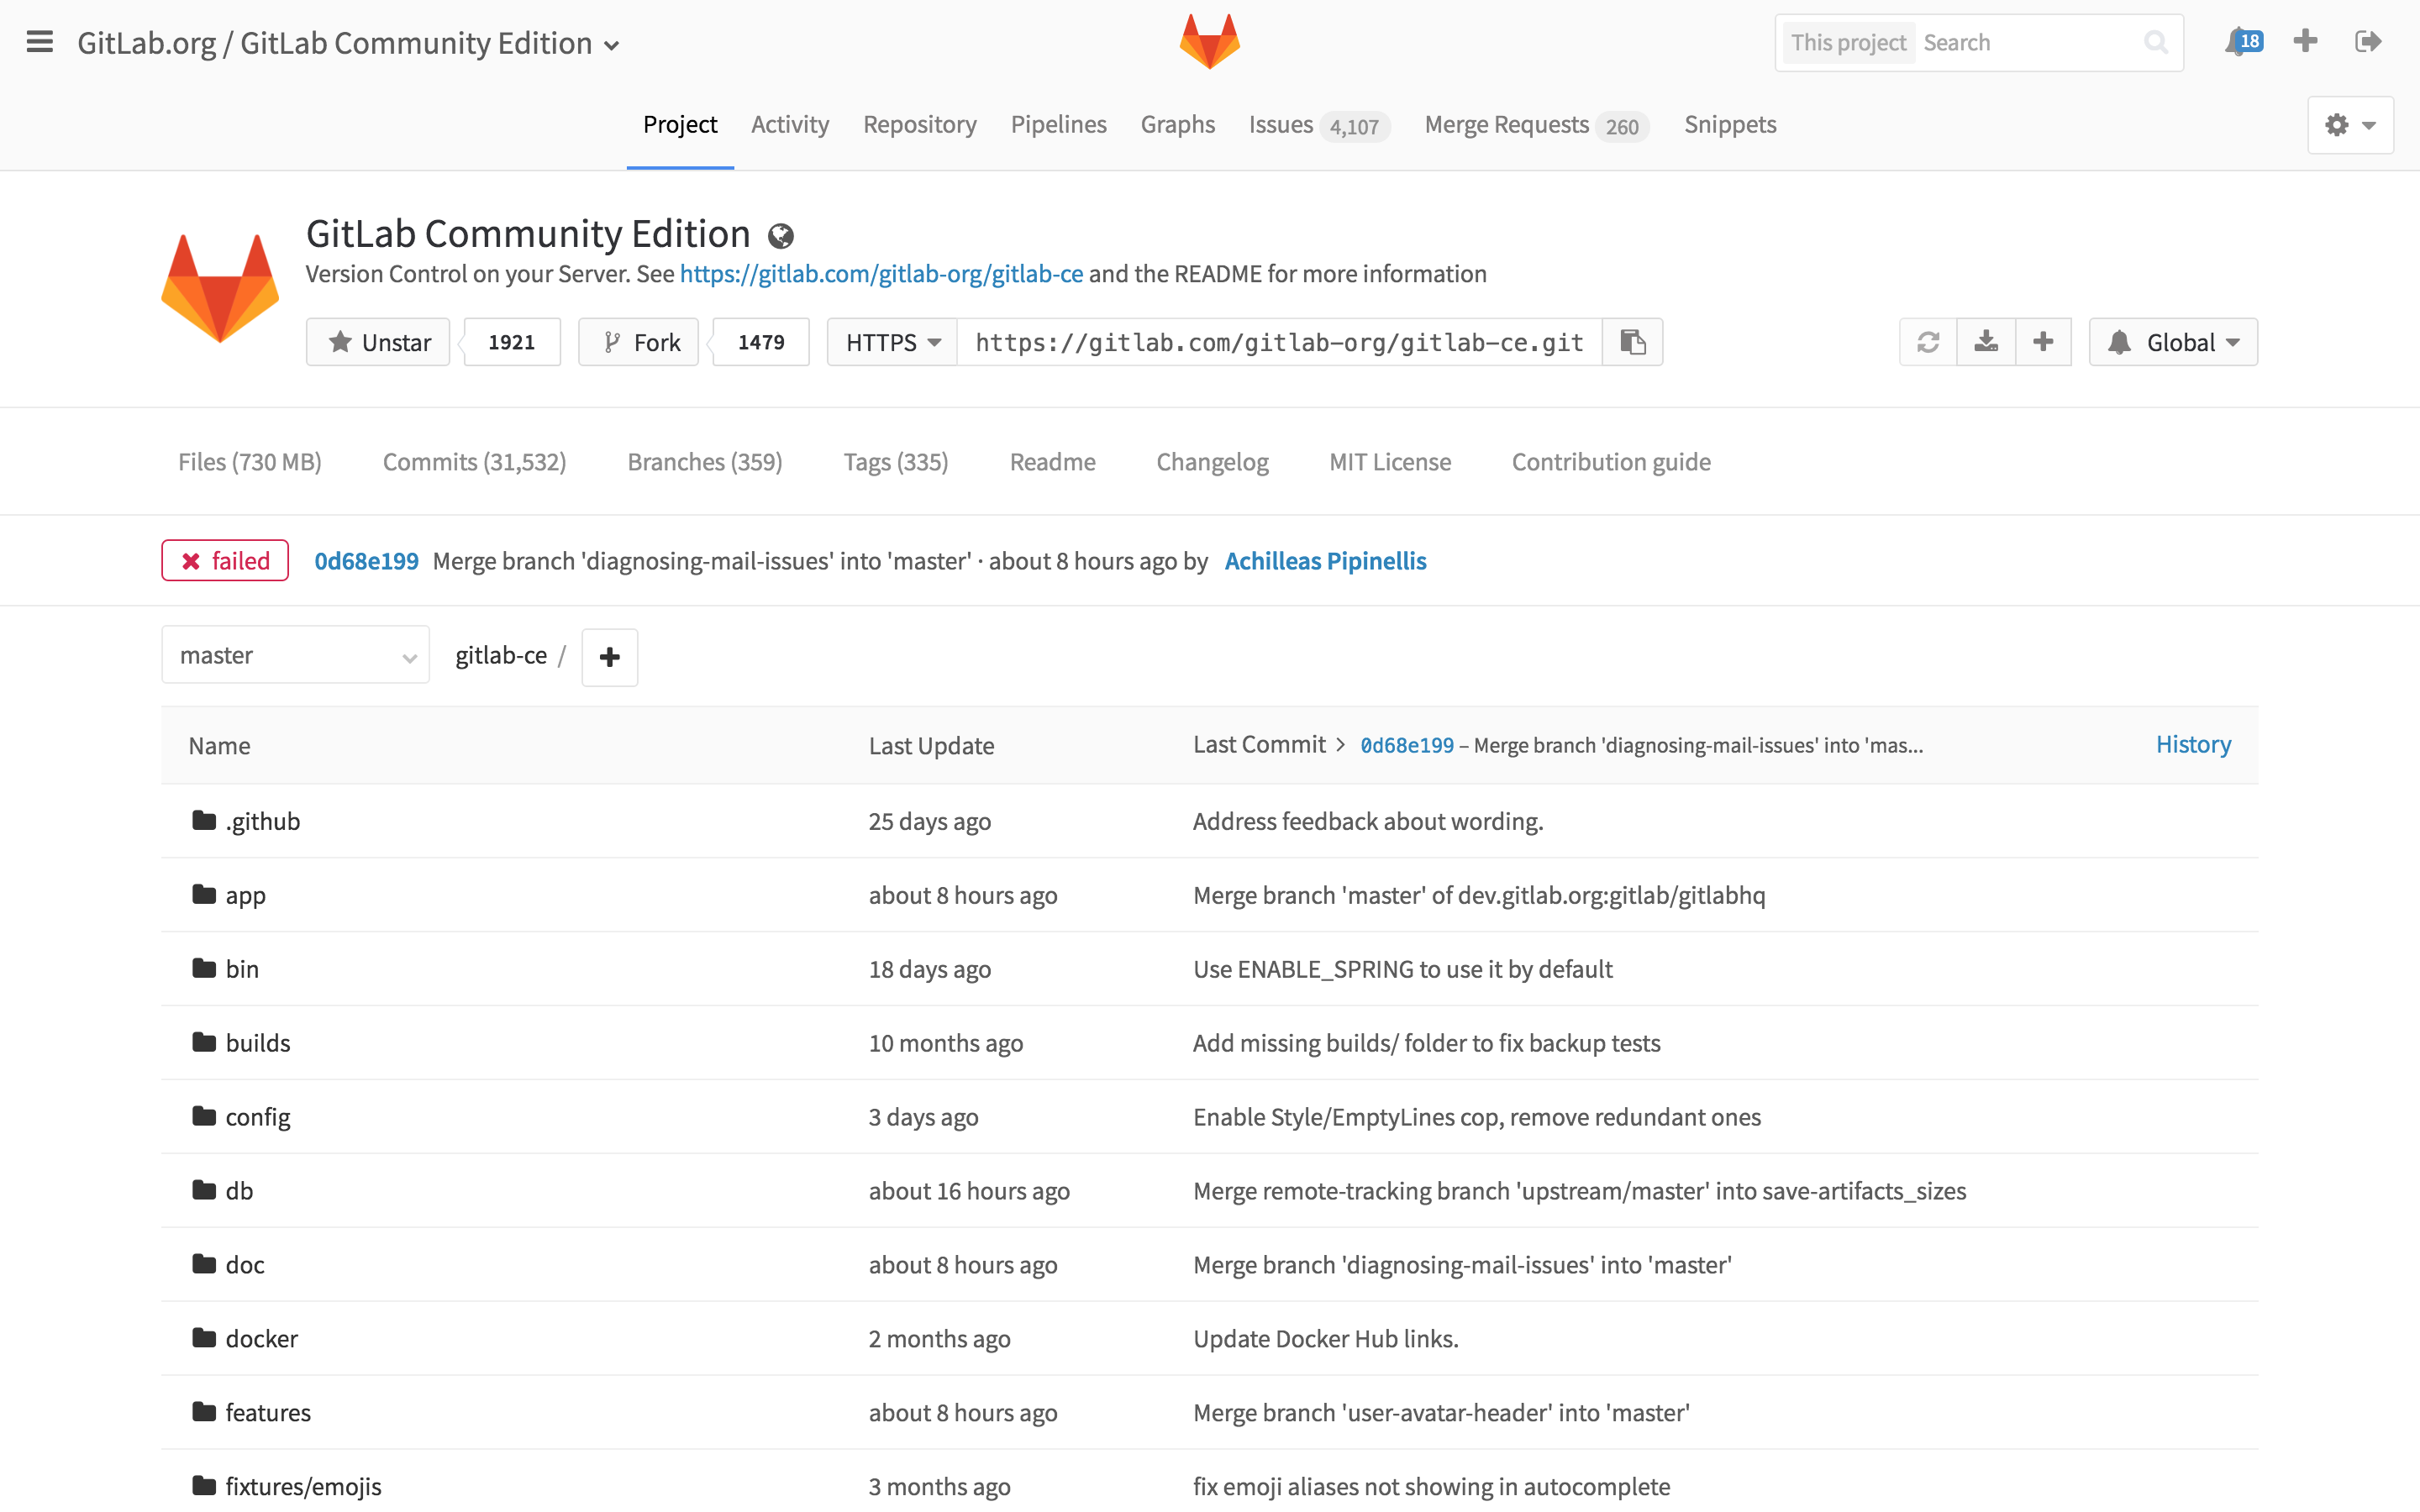 GitLab.org / GitLab Community Edition
This project Search
18
Project Activity Repository Pipelines Graphs Issues 4,107 Merge Requests 260 Snippets
GitLab Community Edition
Version Control on your Server. See https://gitlab.com/gitlab-org/gitlab-ce and the README for more information
Unstar 1921 Fork 1479 HTTPS https://gitlab.com/gitlab-org/gitlab-ce.git Global
Files (730 MB) Commits (31,532) Branches (359) Tags (335) Readme Changelog MIT License Contribution guide
failed 0d68e199 Merge branch 'diagnosing-mail-issues' into 'master' · about 8 hours ago by Achilleas Pipinellis
master gitlab-ce /
Name Last Update Last Commit > 0d68e199 – Merge branch 'diagnosing-mail-issues' into 'mas... History
.github 25 days ago Address feedback about wording.
app about 8 hours ago Merge branch 'master' of dev.gitlab.org:gitlab/gitlabhq
bin 18 days ago Use ENABLE_SPRING to use it by default
builds 10 months ago Add missing builds/ folder to fix backup tests
config 3 days ago Enable Style/EmptyLines cop, remove redundant ones
db about 16 hours ago Merge remote-tracking branch 'upstream/master' into save-artifacts_sizes
doc about 8 hours ago Merge branch 'diagnosing-mail-issues' into 'master'
docker 2 months ago Update Docker Hub links.
features about 8 hours ago Merge branch 'user-avatar-header' into 'master'
fixtures/emojis 3 months ago fix emoji aliases not showing in autocomplete